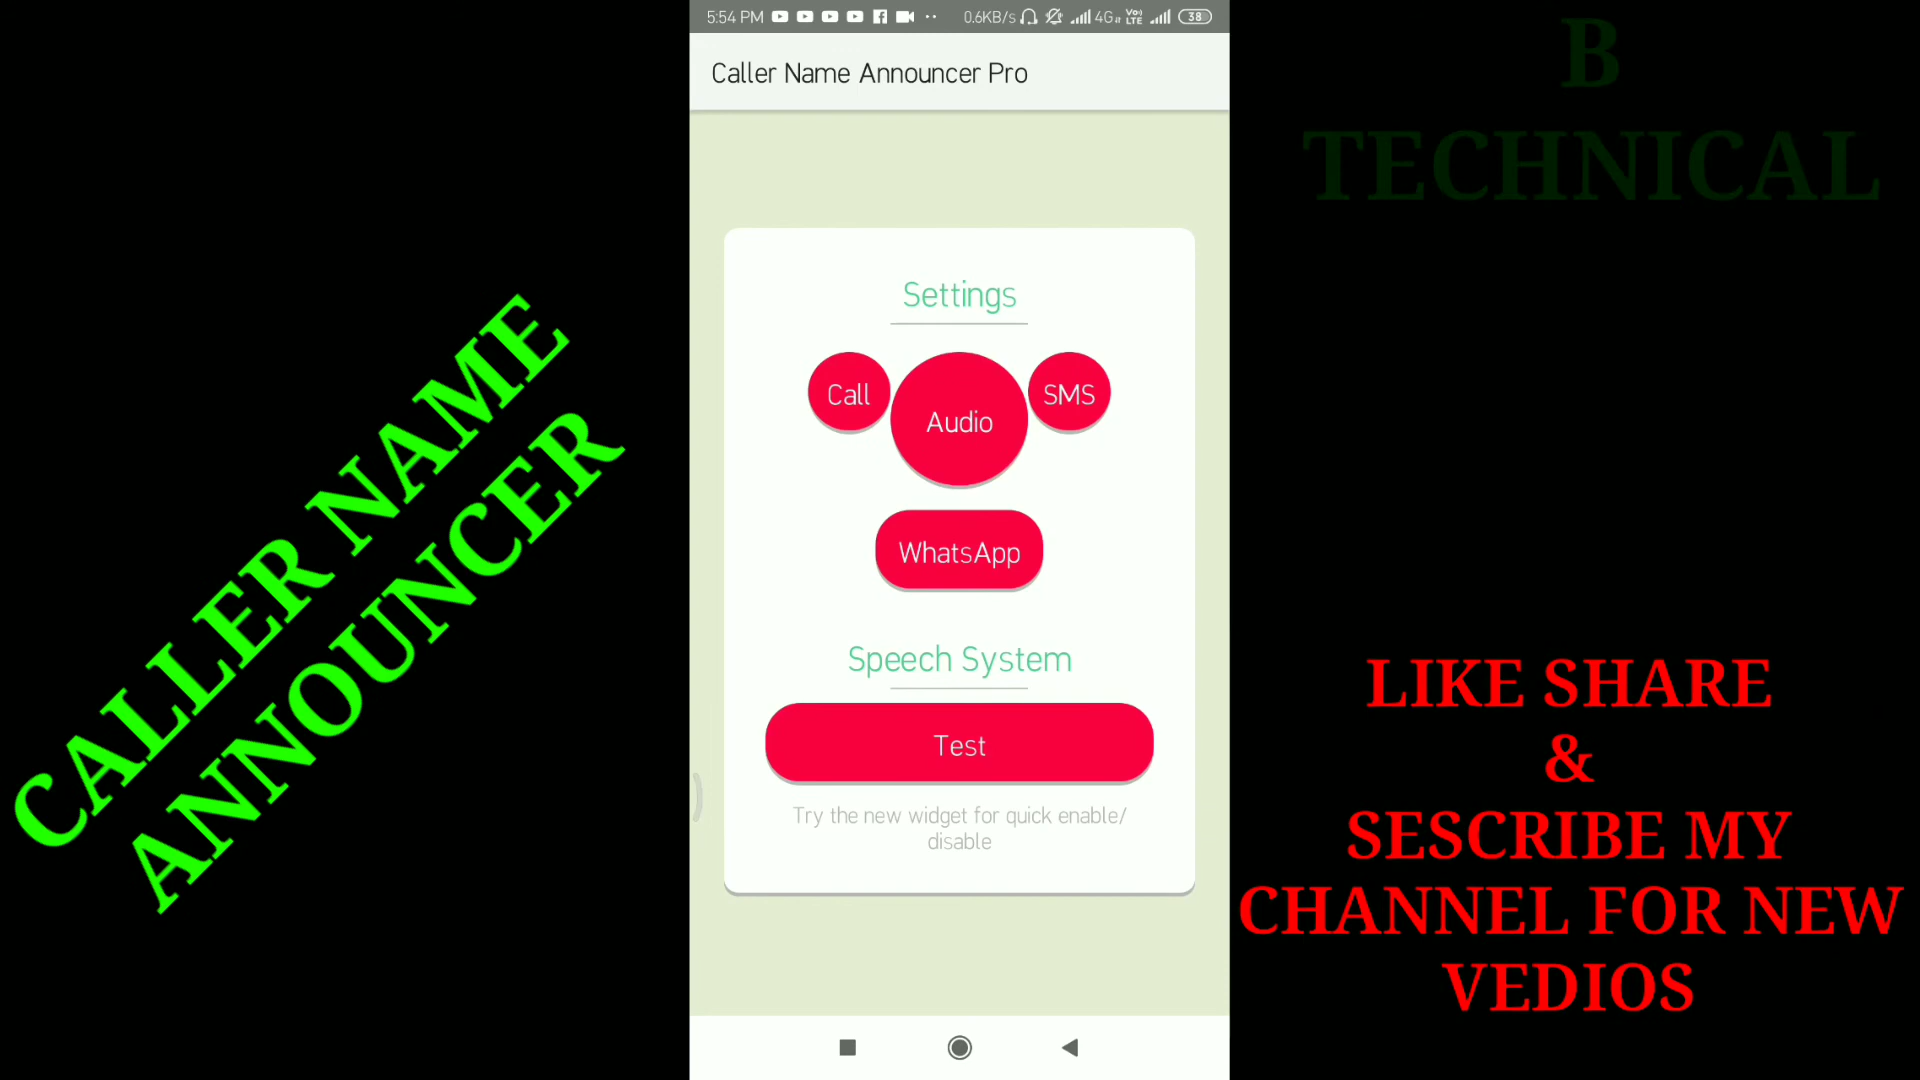 CALLER NAME
ANNOUNCER
5:54 PM
0.6KB/s
4G
Vo)
LTE
38
Caller Name Announcer Pro
Settings
Call
Audio
SMS
WhatsApp
Speech System
Test
Try the new widget for quick enable/
disable
B
TECHNICAL
LIKE SHARE
&
SESCRIBE MY
CHANNEL FOR NEW
VEDIOS